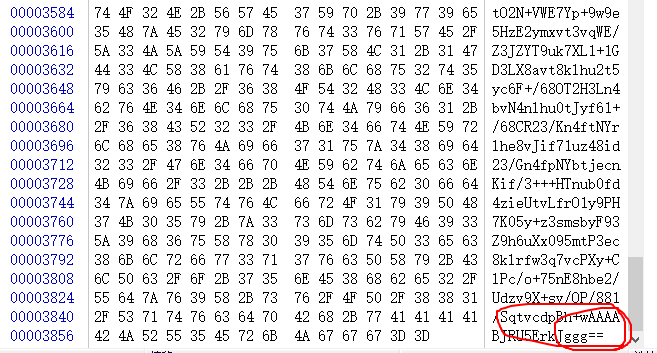 00003584 74 4F 32 4E 2B 56 57 45 37 59 70 2B 39 77 39 65 tO2N+VWE7Yp+9w9e
00003600 35 48 7A 45 32 79 6D 78 76 74 33 76 71 57 45 2F 5HzE2ymxvt3vqWE/
00003616 5A 33 4A 5A 59 54 39 75 6B 37 58 4C 31 2B 31 47 Z3JZYT9uk7XL1+1G
00003632 44 33 4C 58 38 61 76 74 38 6B 6C 68 75 32 74 35 D3LX8avt8klhu2t5
00003648 79 63 36 46 2B 2F 36 38 4F 54 32 48 33 4C 6E 34 yc6F+/68OT2H3Ln4
00003664 62 76 4E 34 6E 6C 68 75 30 74 4A 79 66 36 31 2B bvN4nlhu0tJyf61+
00003680 2F 36 38 43 52 32 33 2F 4B 6E 34 66 74 4E 59 72 /68CR23/Kn4ftNYr
00003696 6C 68 65 38 76 4A 69 66 37 31 75 7A 34 38 69 64 lhe8vJif71uz48id
00003712 32 33 2F 47 6E 34 66 70 4E 59 62 74 6A 65 63 6E 23/Gn4fpNYbtjecn
00003728 4B 69 66 2F 33 2B 2B 2B 48 54 6E 75 62 30 66 64 Kif/3+++HTnub0fd
00003744 34 7A 69 65 55 74 76 4C 66 72 4F 31 79 39 50 48 4zieUtvLfrO1y9PH
00003760 37 4B 30 35 79 2B 7A 33 73 6D 73 62 79 46 39 33 7K05y+z3smsbyF93
00003776 5A 39 68 36 75 58 78 30 39 35 6D 74 50 33 65 63 Z9h6uXx095mtP3ec
00003792 38 6B 6C 72 66 77 33 71 37 76 63 50 58 79 2B 43 8klrfw3q7vcPXy+C
00003808 6C 50 63 2F 6F 2B 37 35 6E 45 38 68 62 65 32 2F lPc/o+75nE8hbe2/
00003824 55 64 7A 76 39 58 2B 73 76 2F 4F 50 2F 38 38 31 Udzv9X+sv/OP/881
00003840 2F 53 71 74 76 63 64 70 42 68 2B 77 41 41 41 41 /SqtvcdpBh+wAAAA
00003856 42 4A 52 55 35 45 72 6B 4A 67 67 67 3D 3D BJRU5ErkJggg==